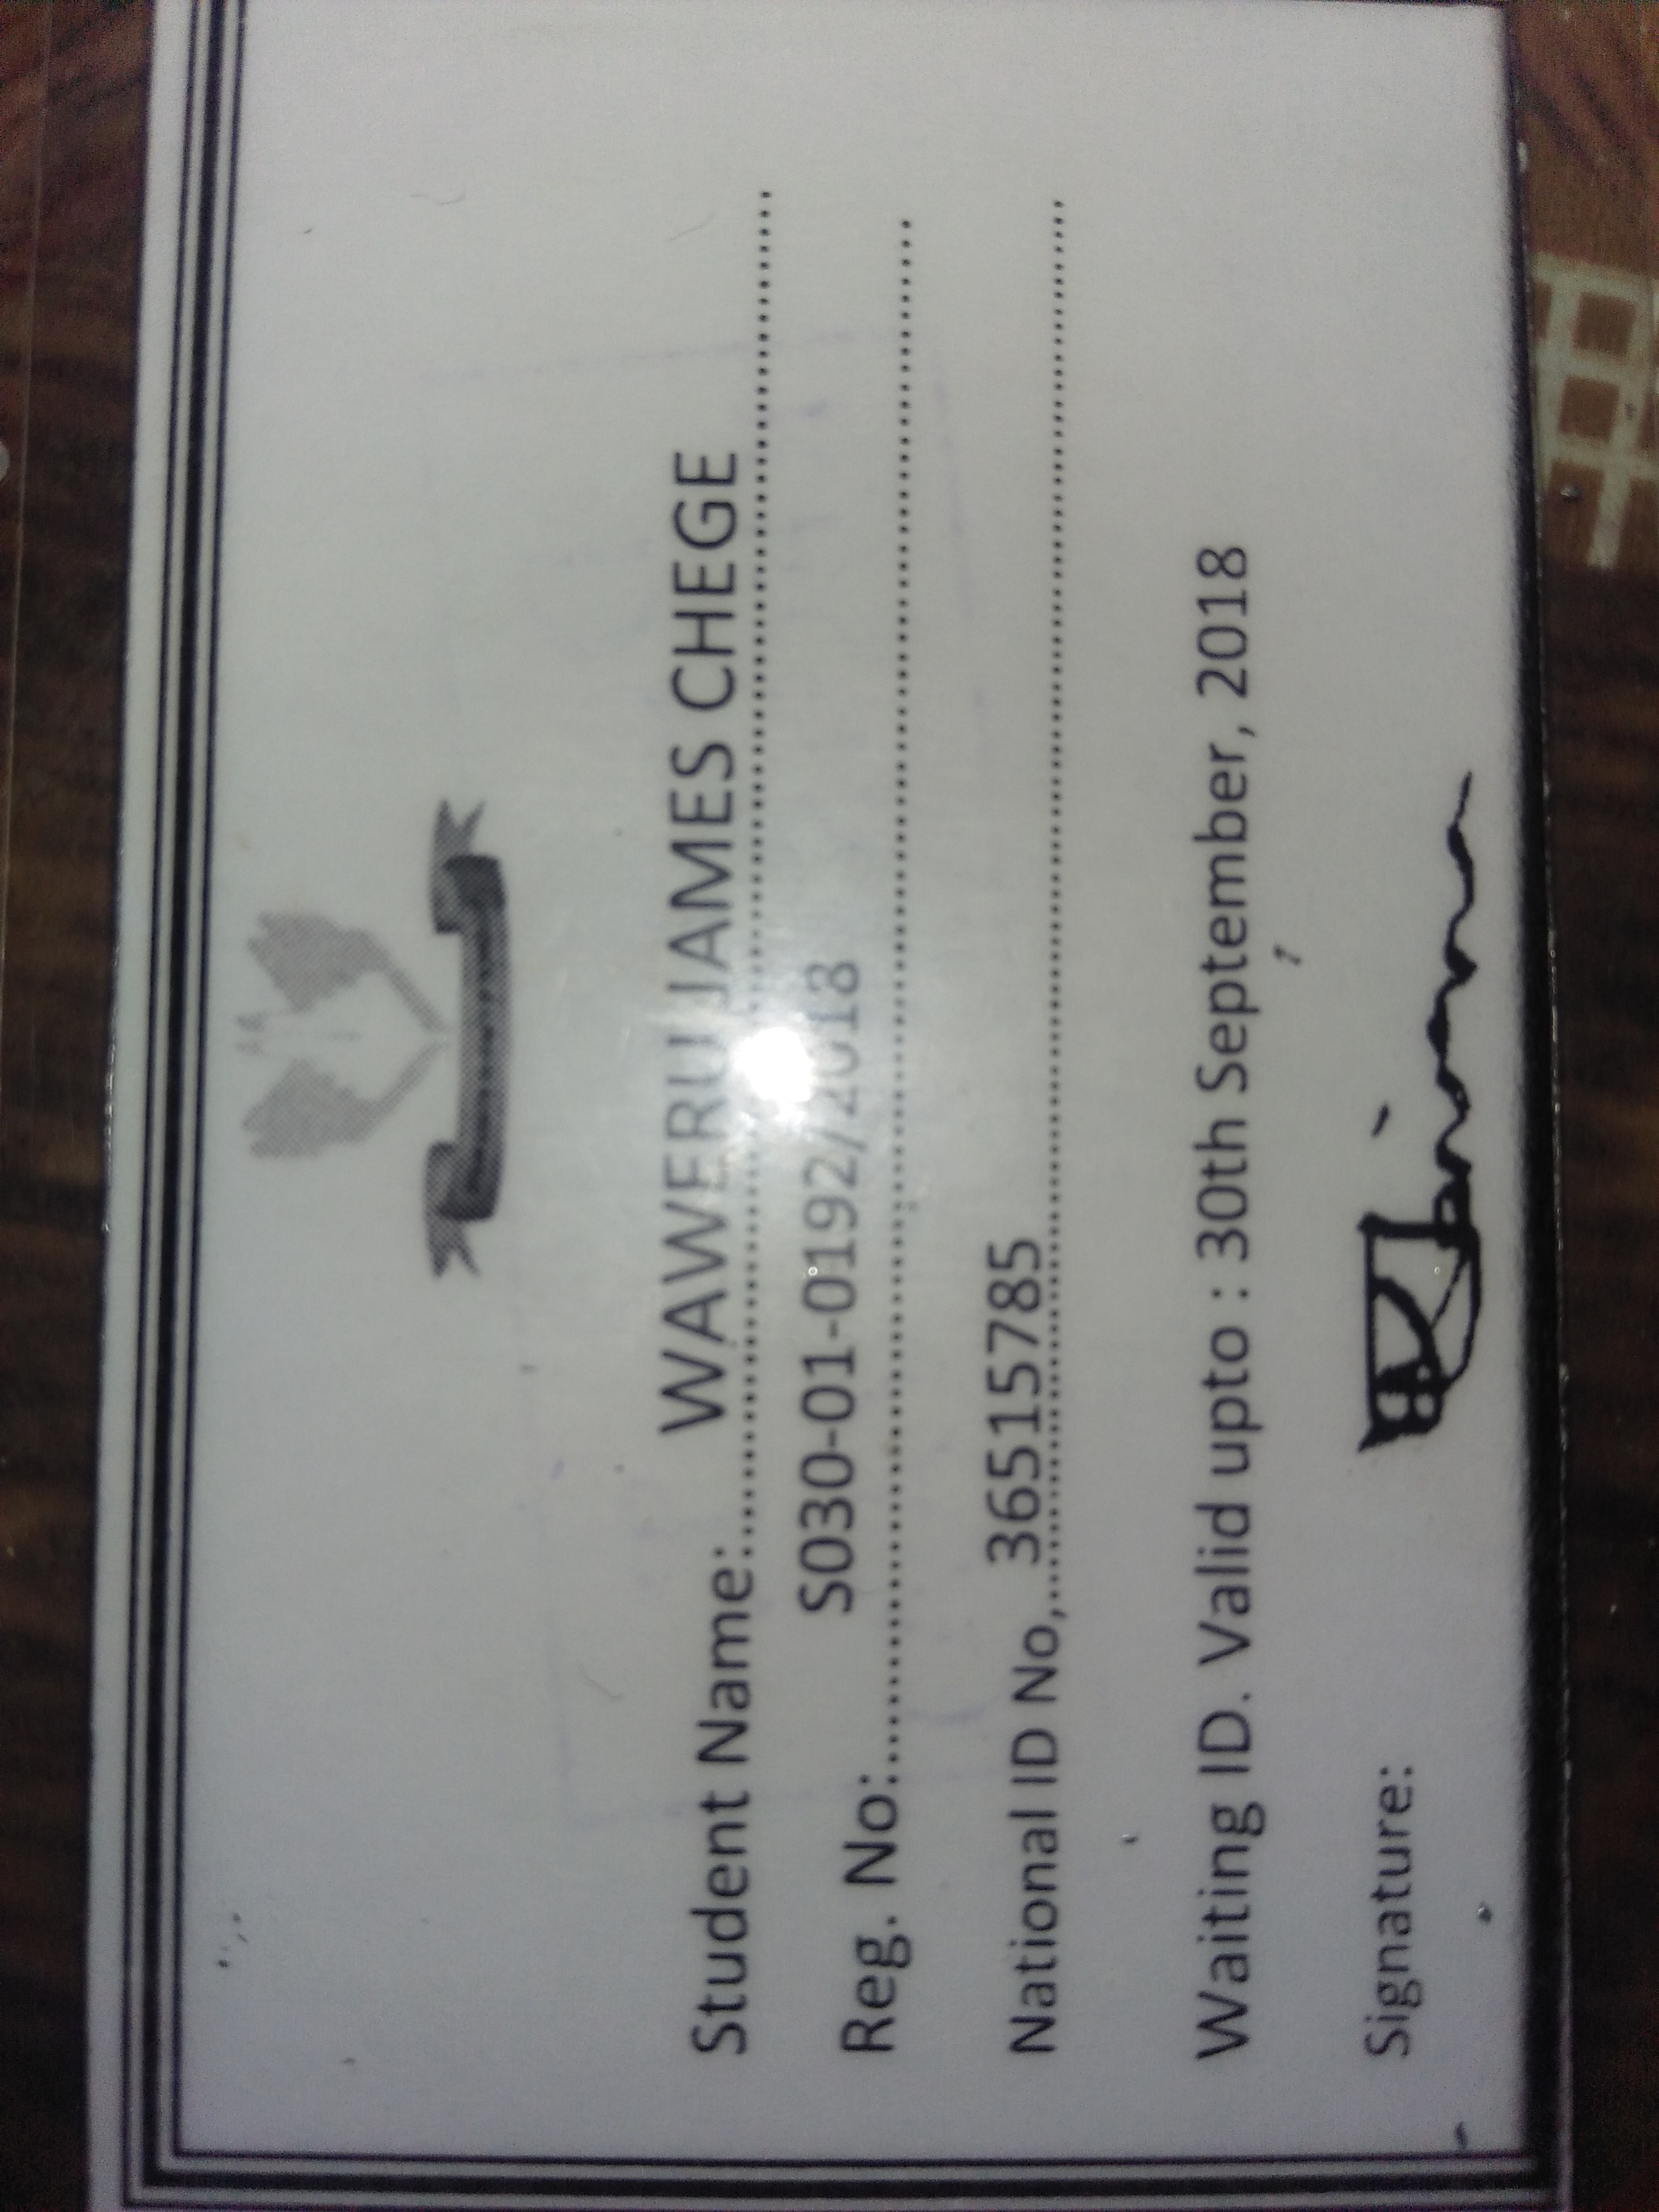 Student Name:..........WAWERU JAMES CHEGE..........
Reg. No:..........S030-01-0192/2018..........
National ID No,..........36515785..........
Waiting ID. Valid upto : 30th September, 2018
Signature: